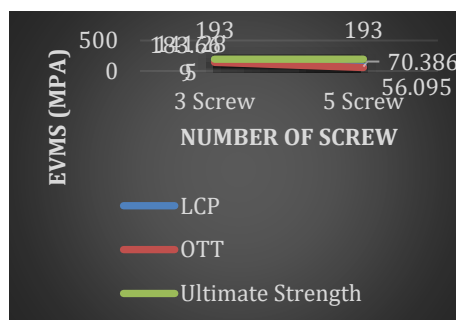 193 193
500
0
70.386
56.095
3 Screw 5 Screw
NUMBER OF SCREW
EVMS (MPA)
LCP
OTT
Ultimate Strength